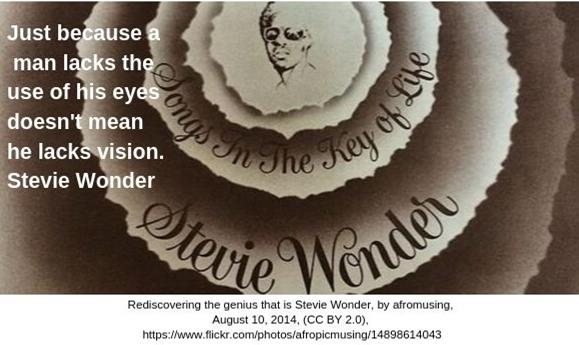 Just because a
man lacks the
use of his eyes
doesn't mean
he lacks vision.
Stevie Wonder
Songs In The Key of Life
Stevie Wonder
Rediscovering the genius that is Stevie Wonder, by afromusing,
August 10, 2014, (CC BY 2.0),
https://www.flickr.com/photos/afropicmusing/14898614043